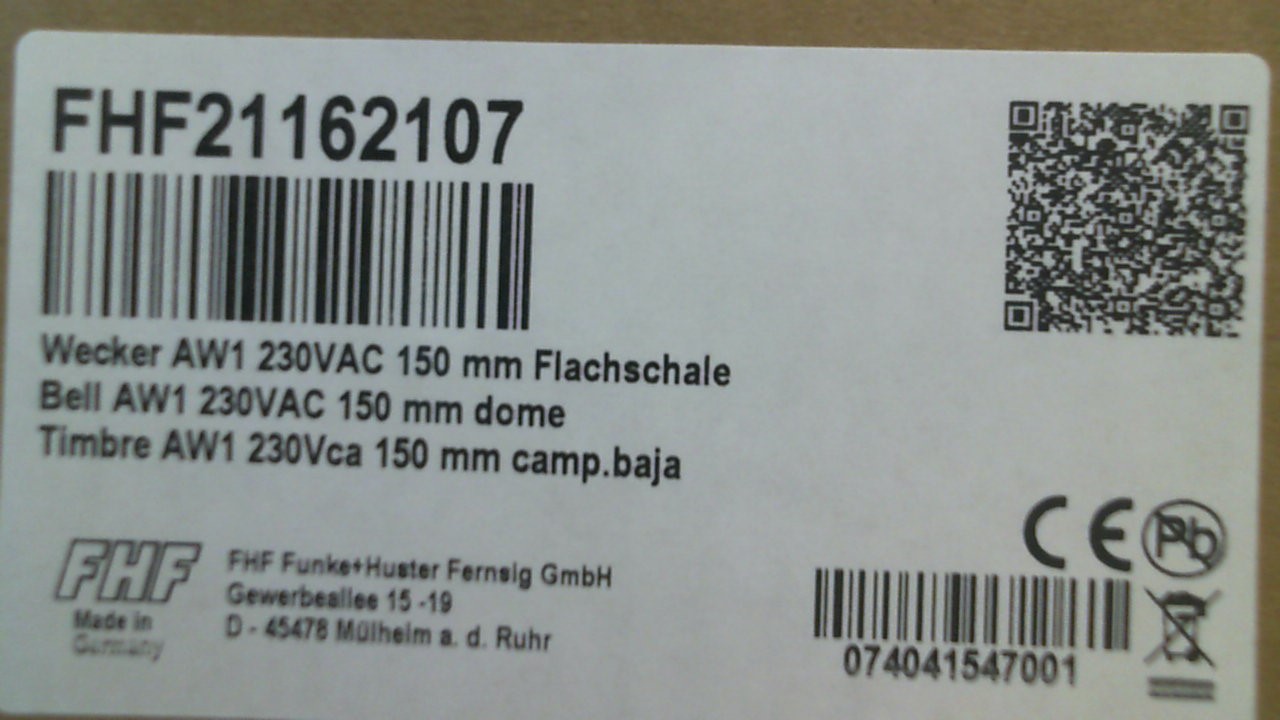 FHF21162107
Wecker AW1 230VAC 150 mm Flachschale
Bell AW1 230VAC 150 mm dome
Timbre AW1 230Vca 150 mm camp.baja
FHF
Made in
Germany
FHF Funke+Huster Fernsig GmbH
Gewerbeallee 15 -19
D - 45478 Mülheim a. d. Ruhr
CE
Pb
074041547001